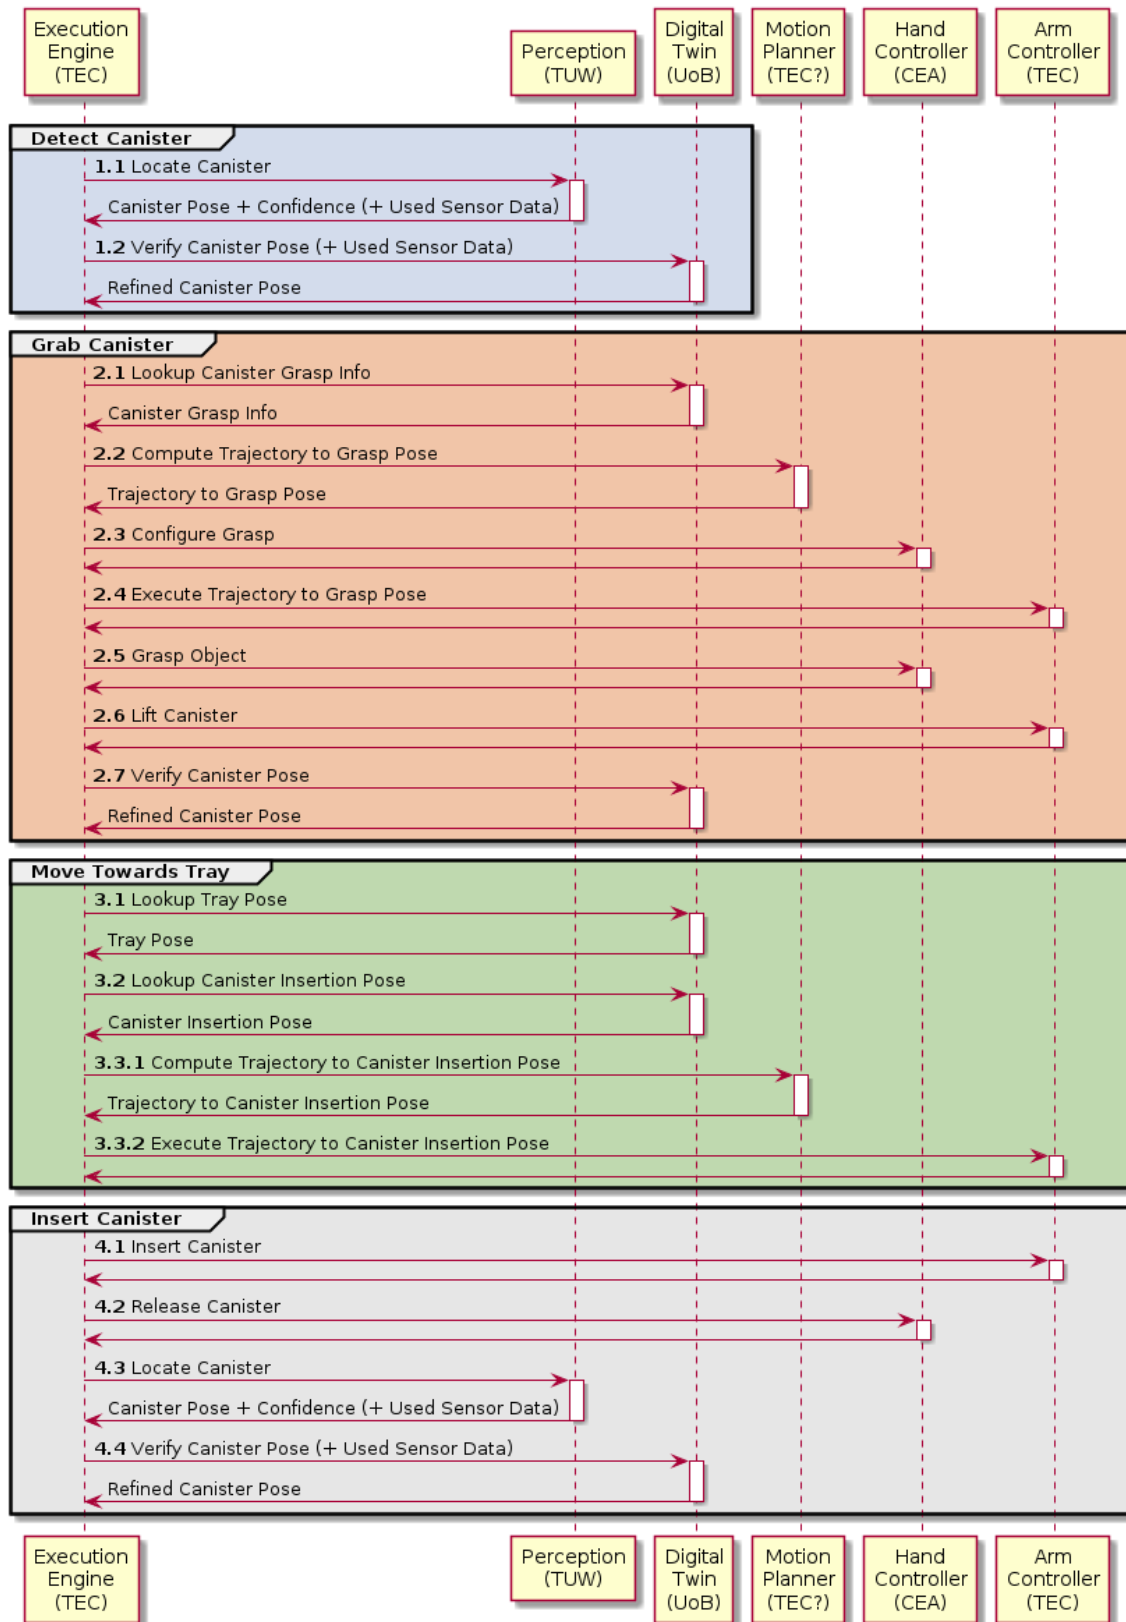 Execution
Engine
(TEC)
Perception
(TUW)
Digital
Twin
(UoB)
Motion
Planner
(TEC?)
Hand
Controller
(CEA)
Arm
Controller
(TEC)
Detect Canister
1.1 Locate Canister
Canister Pose + Confidence (+ Used Sensor Data)
1.2 Verify Canister Pose (+ Used Sensor Data)
Refined Canister Pose
Grab Canister
2.1 Lookup Canister Grasp Info
Canister Grasp Info
2.2 Compute Trajectory to Grasp Pose
Trajectory to Grasp Pose
2.3 Configure Grasp
2.4 Execute Trajectory to Grasp Pose
2.5 Grasp Object
2.6 Lift Canister
2.7 Verify Canister Pose
Refined Canister Pose
Move Towards Tray
3.1 Lookup Tray Pose
Tray Pose
3.2 Lookup Canister Insertion Pose
Canister Insertion Pose
3.3.1 Compute Trajectory to Canister Insertion Pose
Trajectory to Canister Insertion Pose
3.3.2 Execute Trajectory to Canister Insertion Pose
Insert Canister
4.1 Insert Canister
4.2 Release Canister
4.3 Locate Canister
Canister Pose + Confidence (+ Used Sensor Data)
4.4 Verify Canister Pose (+ Used Sensor Data)
Refined Canister Pose
Execution
Engine
(TEC)
Perception
(TUW)
Digital
Twin
(UoB)
Motion
Planner
(TEC?)
Hand
Controller
(CEA)
Arm
Controller
(TEC)